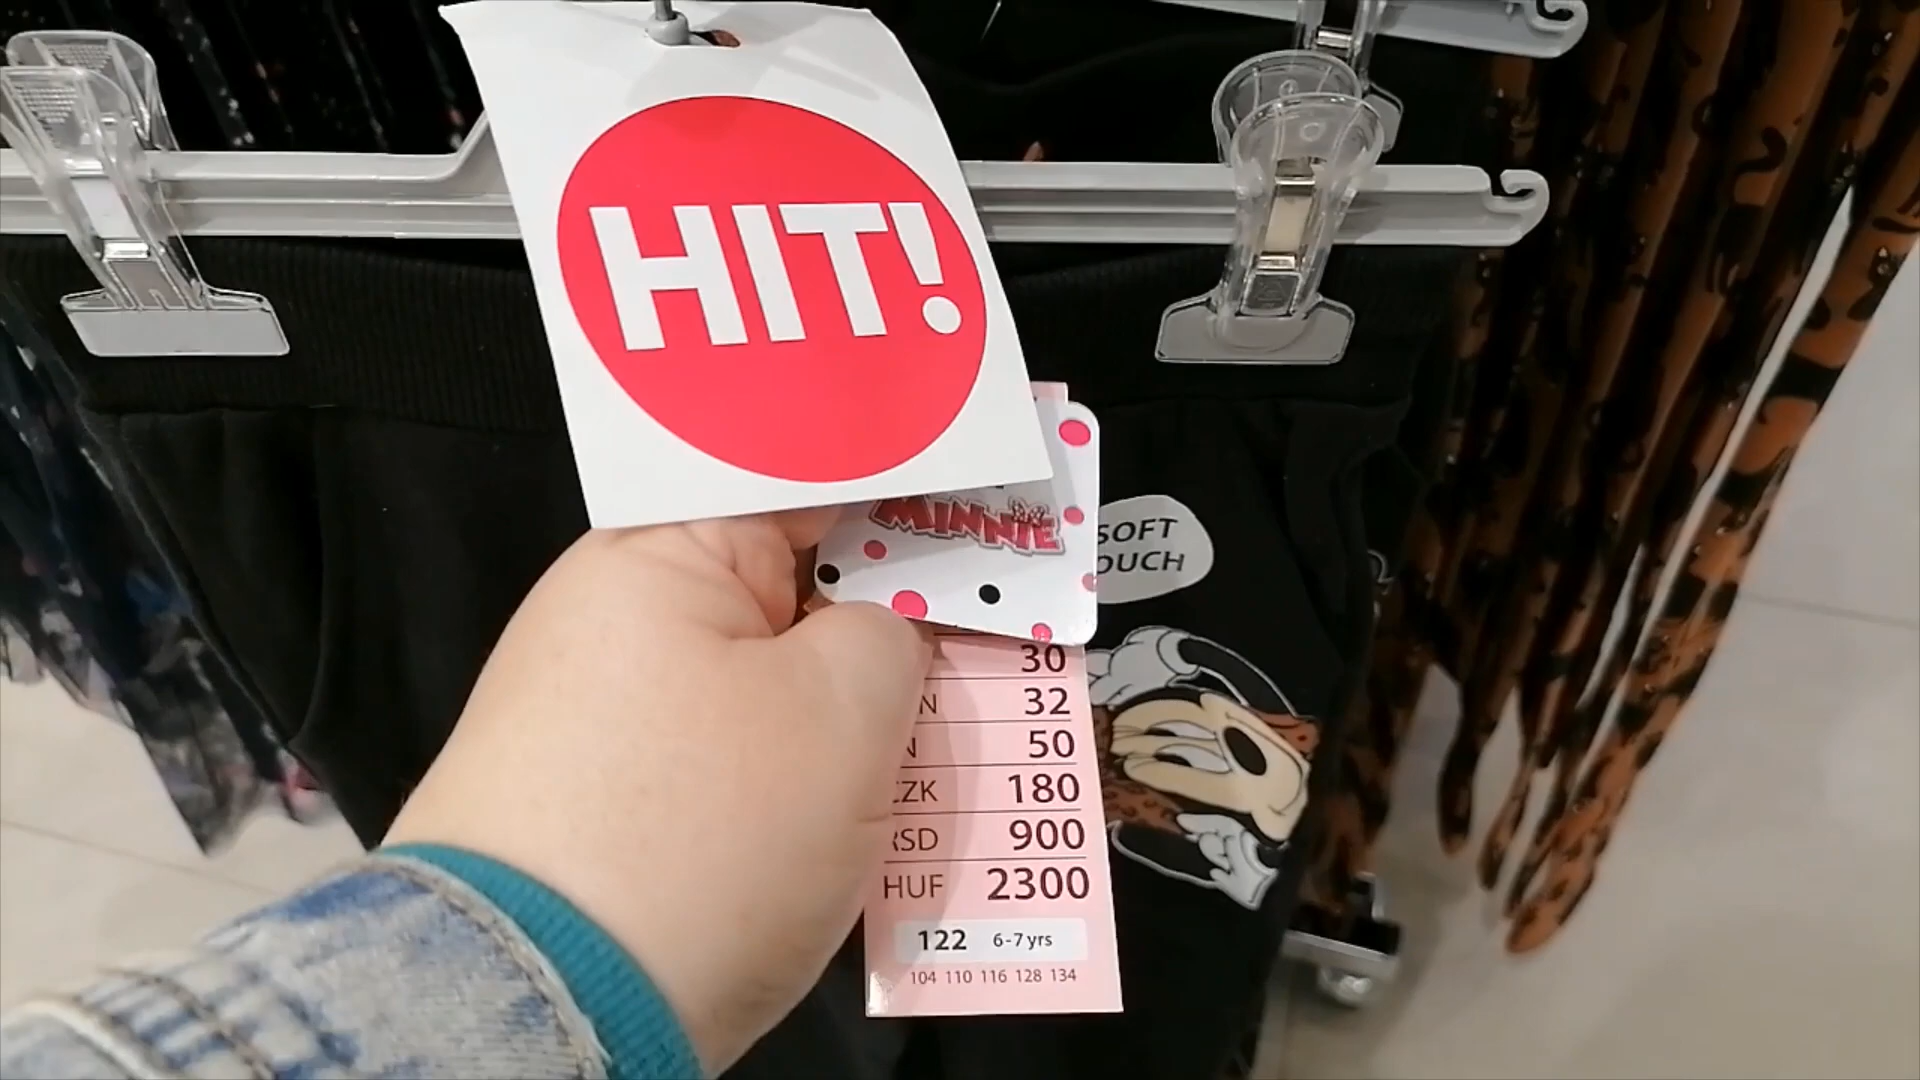 HIT!
MINNIE
SOFT
OUCH
30
N 32
N 50
CZK 180
RSD 900
HUF 2300
122 6-7 yrs
104 110 116 128 134